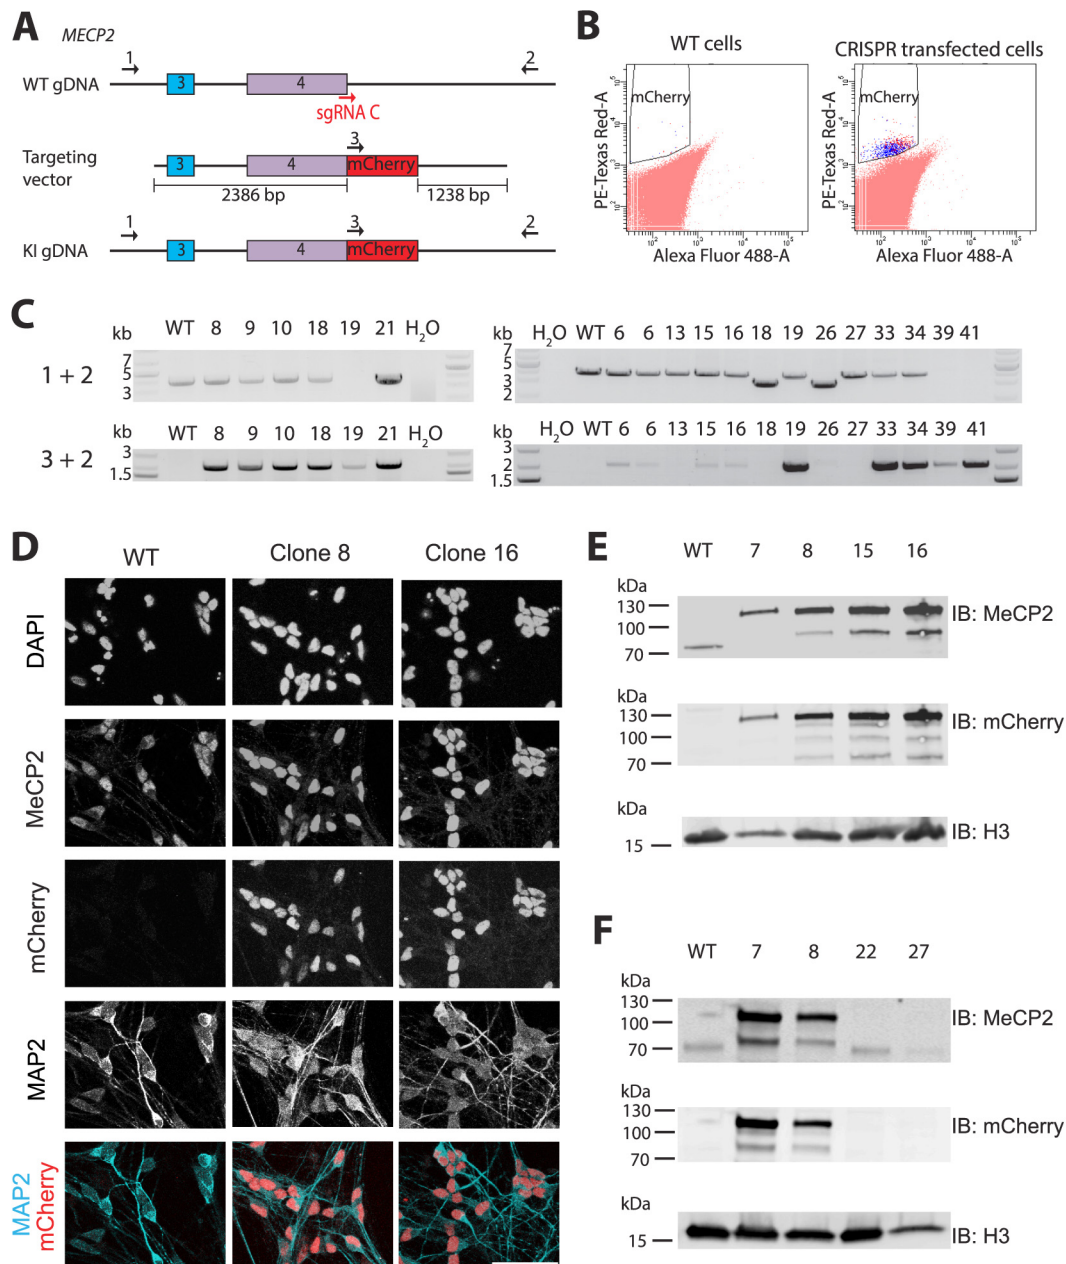 A
MECP2
1
2
WT gDNA
3
4
sgRNA C
3
Targeting
vector
3
4
mCherry
2386 bp
1238 bp
1
3
2
KI gDNA
3
4
mCherry
B
WT cells
CRISPR transfected cells
mCherry
mCherry
PE-Texas Red-A
PE-Texas Red-A
10² 10³ 10⁴ 10⁵
10² 10³ 10⁴ 10⁵
Alexa Fluor 488-A
Alexa Fluor 488-A
C
kb
WT 8 9 10 18 19 21 H₂O
1 + 2
7
5
3
kb
WT 8 9 10 18 19 21 H₂O
3 + 2
3
1.5
kb
H₂O WT 6 6 13 15 16 18 19 26 27 33 34 39 41
7
5
3
2
kb
H₂O WT 6 6 13 15 16 18 19 26 27 33 34 39 41
3
2
1.5
D
WT
Clone 8
Clone 16
DAPI
MeCP2
mCherry
MAP2
MAP2
mCherry
E
WT 7 8 15 16
kDa
130
100
70
IB: MeCP2
kDa
130
100
70
IB: mCherry
kDa
15
IB: H3
F
WT 7 8 22 27
kDa
130
100
70
IB: MeCP2
kDa
130
100
70
IB: mCherry
kDa
15
IB: H3